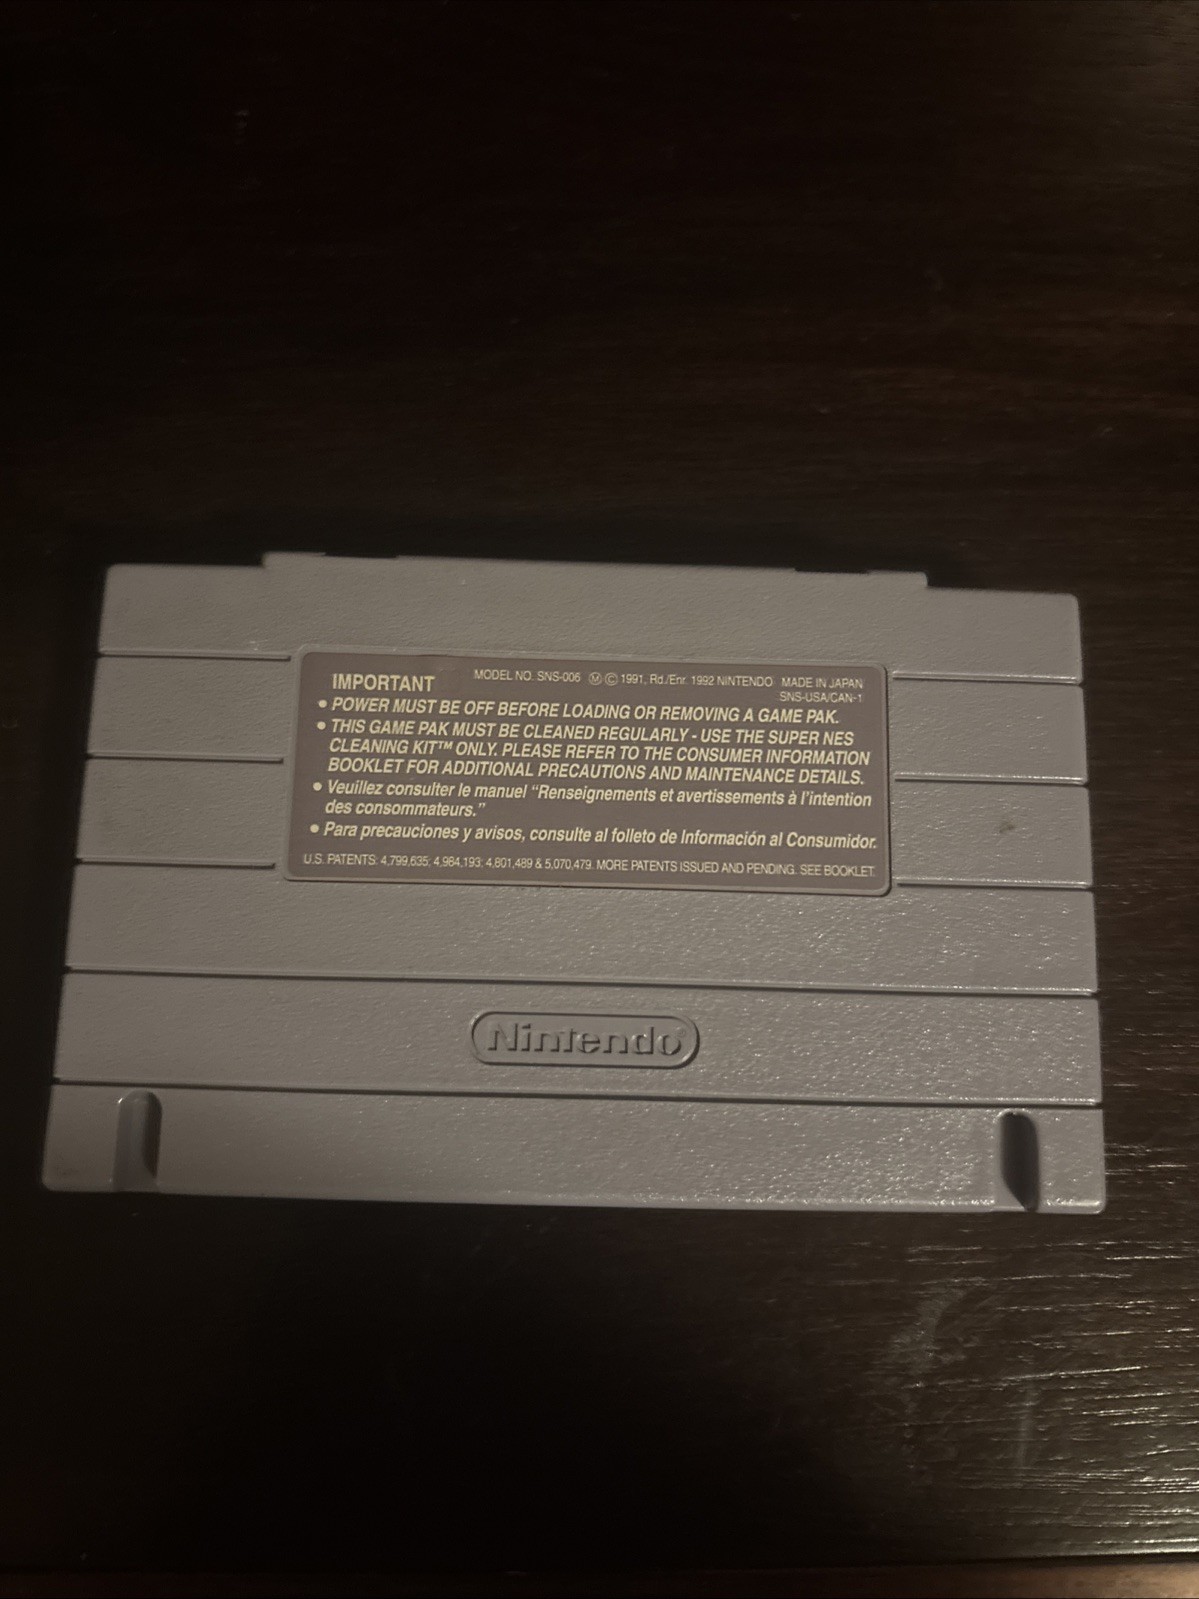 IMPORTANT MODEL NO. SNS-006 Ⓜ © 1991, Rd./Enr. 1992 NINTENDO MADE IN JAPAN
SNS-USA/CAN-1
• POWER MUST BE OFF BEFORE LOADING OR REMOVING A GAME PAK.
• THIS GAME PAK MUST BE CLEANED REGULARLY - USE THE SUPER NES
CLEANING KIT™ ONLY. PLEASE REFER TO THE CONSUMER INFORMATION
BOOKLET FOR ADDITIONAL PRECAUTIONS AND MAINTENANCE DETAILS.
• Veuillez consulter le manuel “Renseignements et avertissements à l’intention
des consommateurs.”
• Para precauciones y avisos, consulte al folleto de Información al Consumidor.
U.S. PATENTS: 4,799,635; 4,984,193; 4,801,489 & 5,070,479. MORE PATENTS ISSUED AND PENDING. SEE BOOKLET.
Nintendo